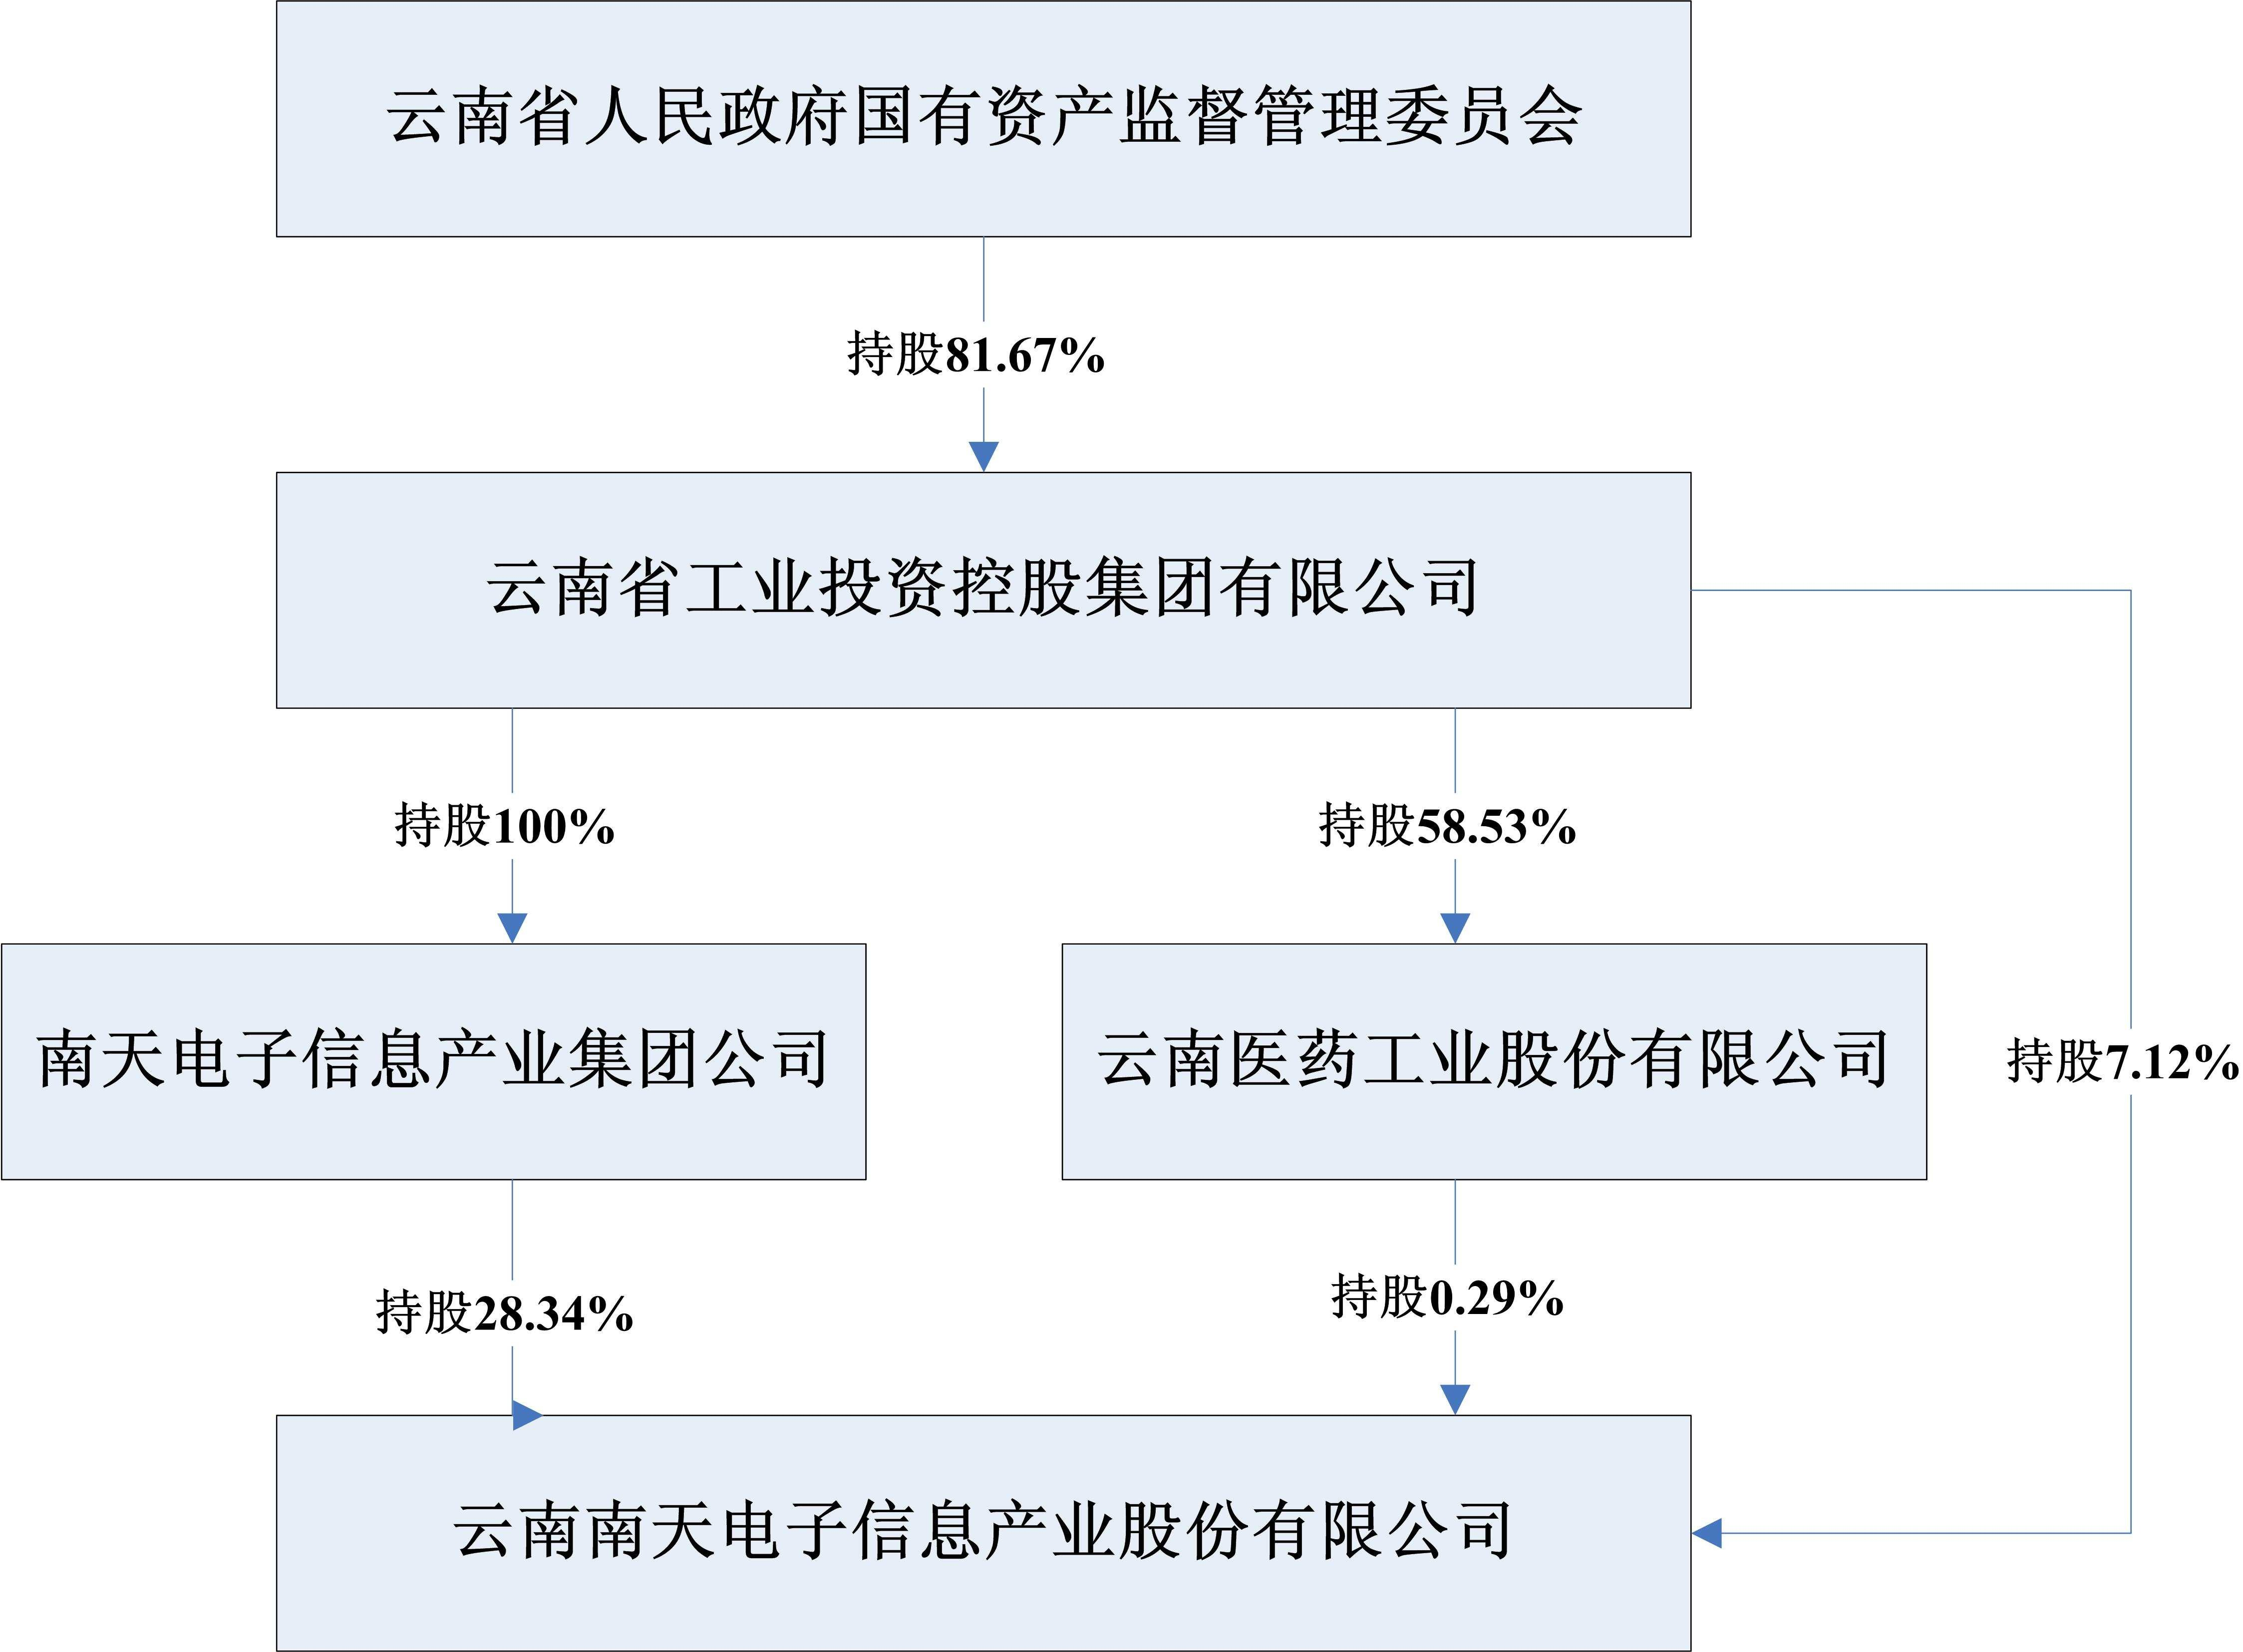 云南省人民政府国有资产监督管理委员会
持股81.67%
云南省工业投资控股集团有限公司
持股100%
持股58.53%
南天电子信息产业集团公司
云南医药工业股份有限公司
持股7.12%
持股28.34%
持股0.29%
云南南天电子信息产业股份有限公司